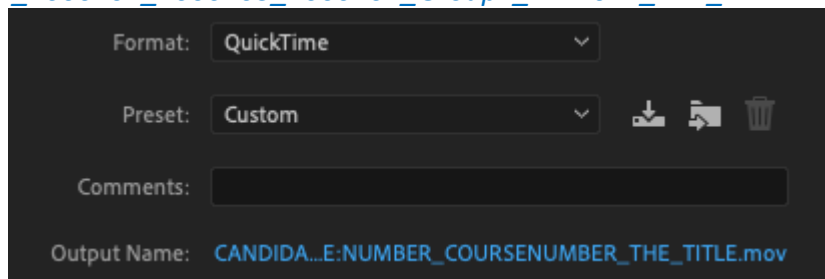 Format: QuickTime
Preset: Custom
Comments:
Output Name: CANDIDA...E:NUMBER_COURSENUMBER_THE_TITLE.mov